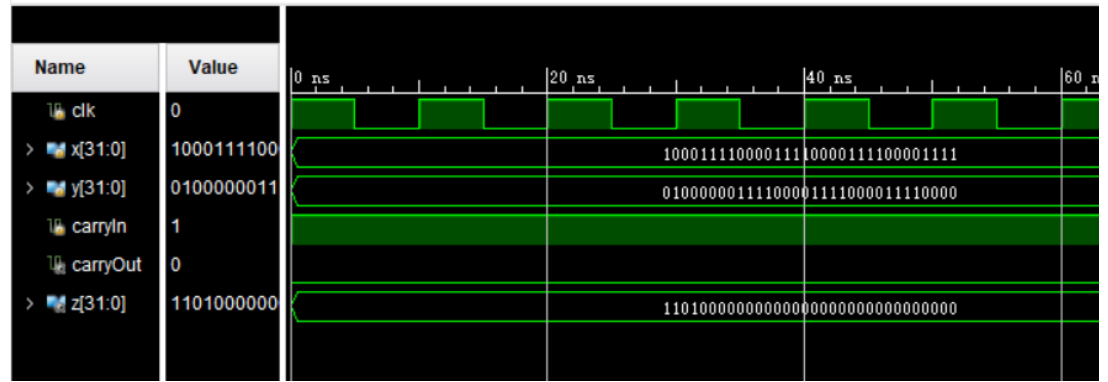 Name Value 0 ns 20 ns 40 ns 60 n
clk 0
x[31:0] 1000111100 10001111000011110000111100001111
y[31:0] 0100000011 01000000111100001111000011110000
carryIn 1
carryOut 0
z[31:0] 1101000000 11010000000000000000000000000000